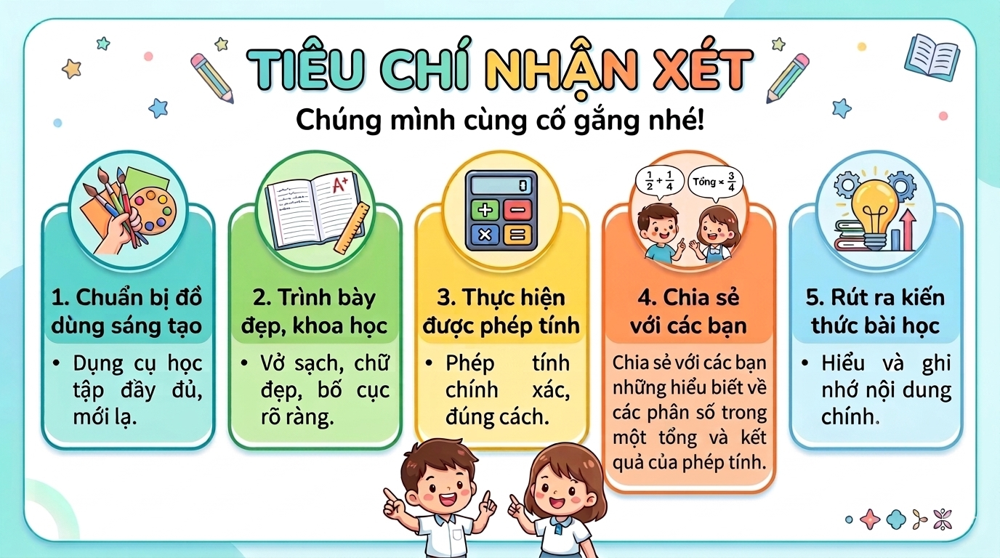 TIÊU CHÍ NHẬN XÉT
Chúng mình cùng cố gắng nhé!
1. Chuẩn bị đồ
dùng sáng tạo
• Dụng cụ học
tập đầy đủ,
mới lạ.
A+
2. Trình bày
đẹp, khoa học
• Vở sạch, chữ
đẹp, bố cục
rõ ràng.
0
+ −
× =
3. Thực hiện
được phép tính
• Phép tính
chính xác,
đúng cách.
1/2 + 1/4
Tổng × 3/4
4. Chia sẻ
với các bạn
Chia sẻ với các bạn
những hiểu biết về
các phân số trong
một tổng và kết
quả của phép tính.
5. Rút ra kiến
thức bài học
• Hiểu và ghi
nhớ nội dung
chính.